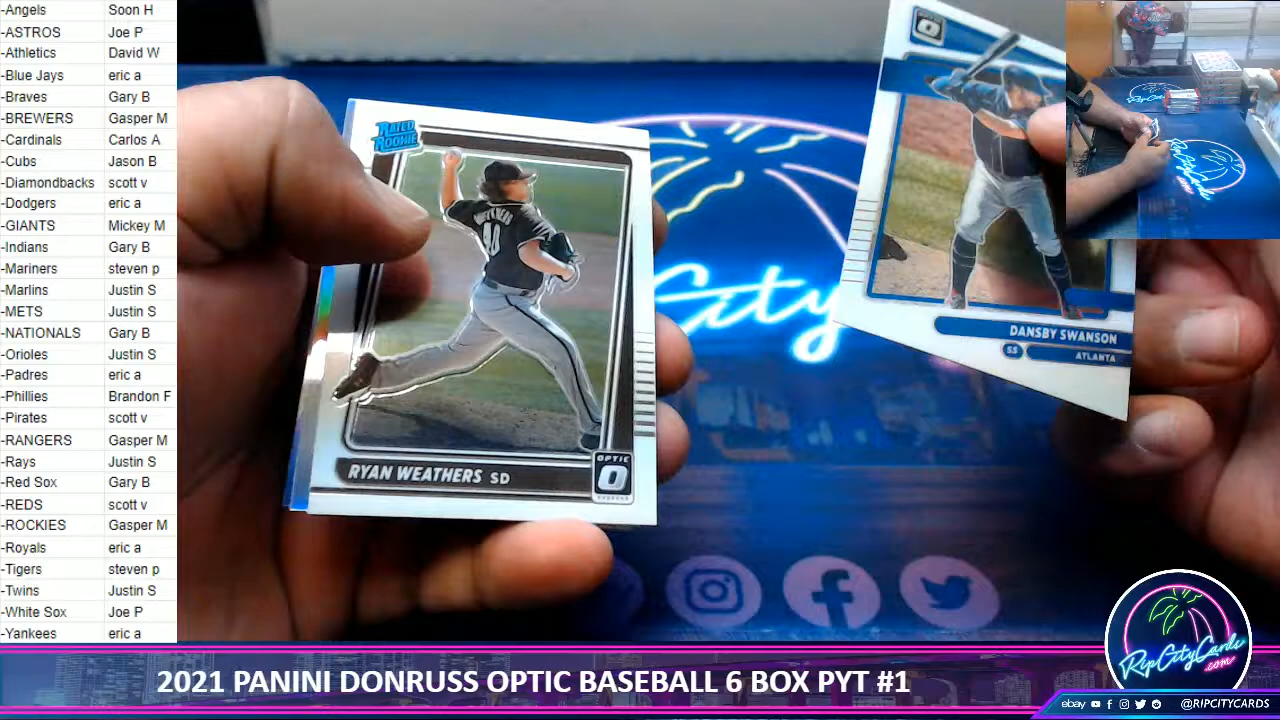 -Angels Soon H
-ASTROS Joe P
-Athletics David W
-Blue Jays eric a
-Braves Gary B
-BREWERS Gasper M
-Cardinals Carlos A
-Cubs Jason B
-Diamondbacks scott v
-Dodgers eric a
-GIANTS Mickey M
-Indians Gary B
-Mariners steven p
-Marlins Justin S
-METS Justin S
-NATIONALS Gary B
-Orioles Justin S
-Padres eric a
-Phillies Brandon F
-Pirates scott v
-RANGERS Gasper M
-Rays Justin S
-Red Sox Gary B
-REDS scott v
-ROCKIES Gasper M
-Royals eric a
-Tigers steven p
-Twins Justin S
-White Sox Joe P
-Yankees eric a
RATED
ROOKIE
RYAN WEATHERS SD
OPTIC
DANSBY SWANSON
SS
ATLANTA
City
RipCityCards
.com
2021 PANINI DONRUSS OPTIC BASEBALL 6 BOX PYT #1
ebay
@RIPCITYCARDS